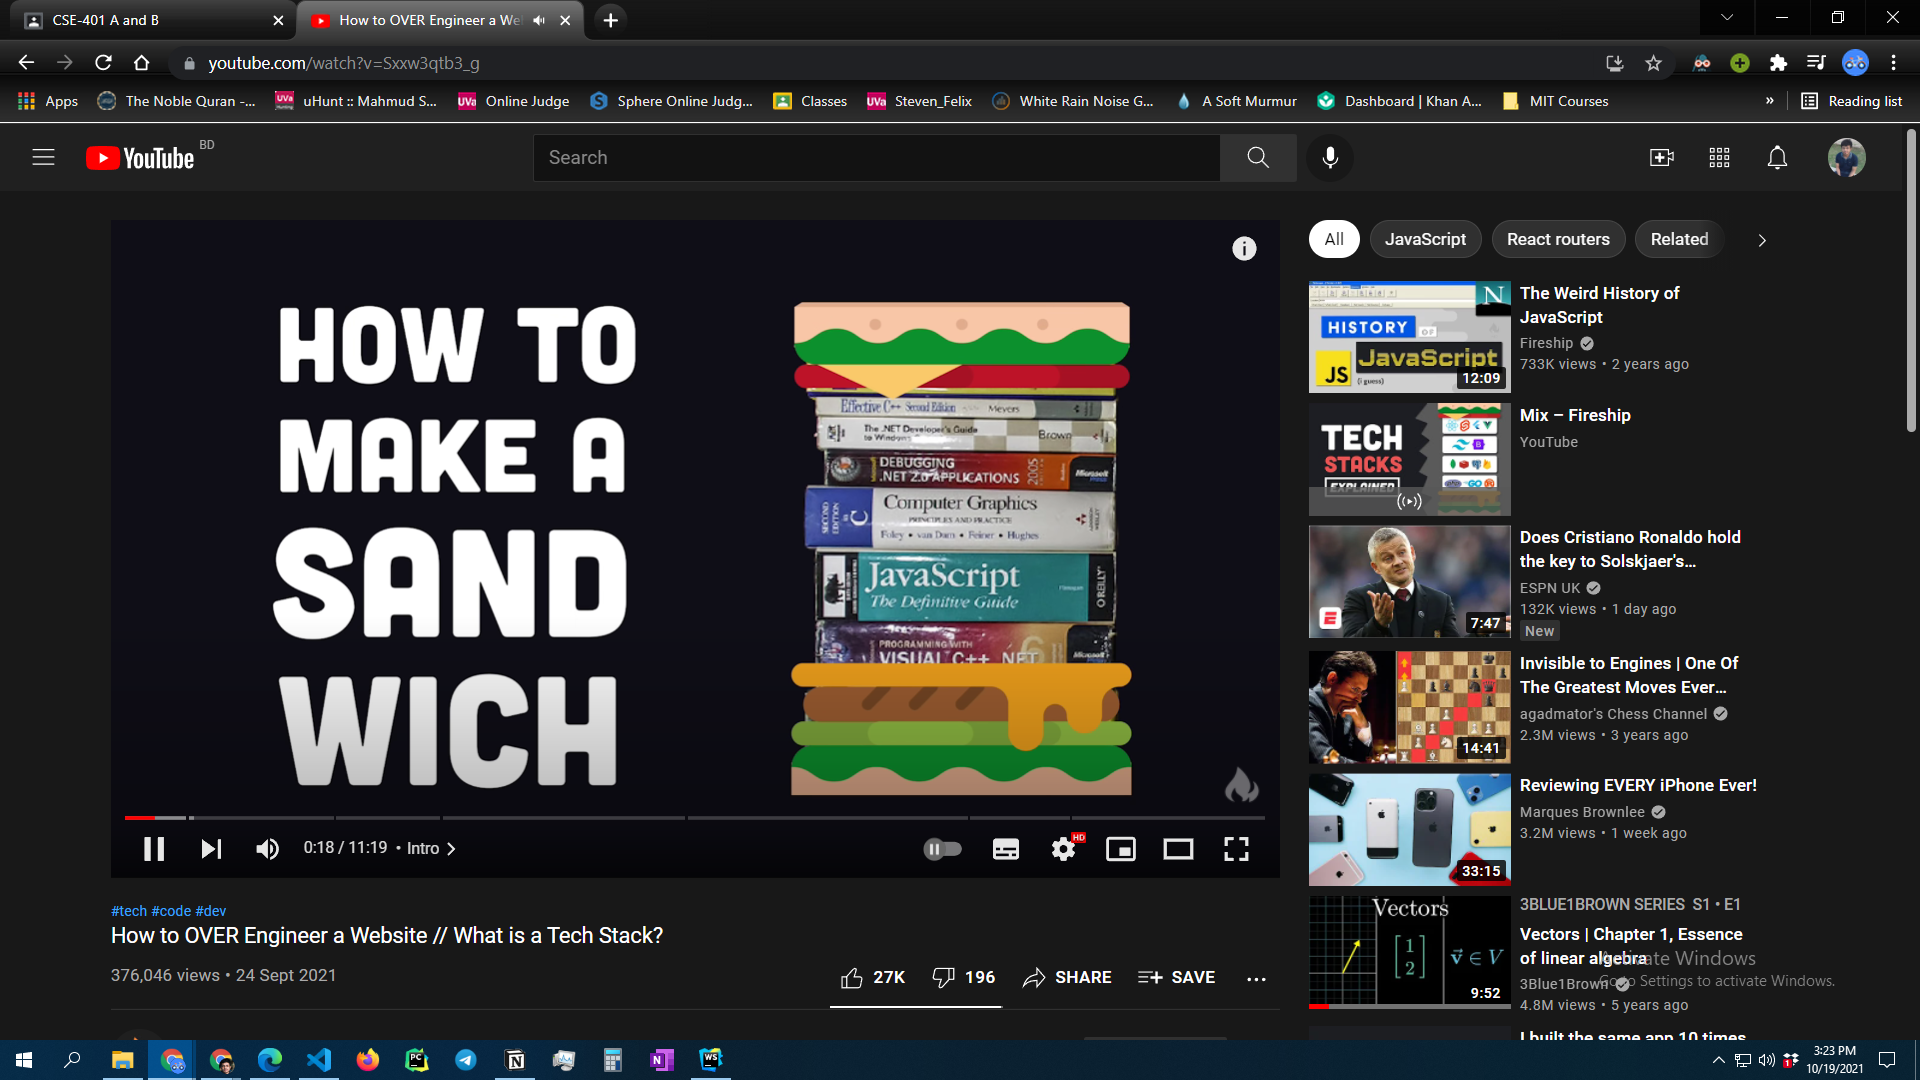 CSE-401 A and B
How to OVER Engineer a We
youtube.com/watch?v=Sxxw3qtb3_g
Apps
The Noble Quran -...
uHunt :: Mahmud S...
Online Judge
Sphere Online Judg...
Classes
Steven_Felix
White Rain Noise G...
A Soft Murmur
Dashboard | Khan A...
MIT Courses
»
Reading list
YouTube BD
Search
HOW TO
MAKE A
SAND
WICH
Effective C++ Second Edition Meyers
The .NET Developer's Guide
to Windows
Brown
DEBUGGING
.NET 2.0 APPLICATIONS
2005
Microsoft
SECOND EDITION in C
Computer Graphics
PRINCIPLES AND PRACTICE
Foley • van Dam • Feiner • Hughes
JavaScript
The Definitive Guide
O'REILLY
PROGRAMMING WITH
VISUAL C++ .NET
6
Microsoft
0:18 / 11:19 • Intro
HD
#tech #code #dev
How to OVER Engineer a Website // What is a Tech Stack?
376,046 views • 24 Sept 2021
27K
196
SHARE
SAVE
All
JavaScript
React routers
Related
HISTORY
OF
JavaScript
JS
(i guess)
N
12:09
The Weird History of
JavaScript
Fireship
733K views • 2 years ago
TECH
STACKS
EXPLAINED
Mix – Fireship
YouTube
7:47
Does Cristiano Ronaldo hold
the key to Solskjaer's...
ESPN UK
132K views • 1 day ago
New
14:41
Invisible to Engines | One Of
The Greatest Moves Ever...
agadmator's Chess Channel
2.3M views • 3 years ago
33:15
Reviewing EVERY iPhone Ever!
Marques Brownlee
3.2M views • 1 week ago
Vectors
[1 2]
v ∈ V
9:52
3BLUE1BROWN SERIES S1 • E1
Vectors | Chapter 1, Essence
of linear algebra
3Blue1Brown
4.8M views • 5 years ago
Activate Windows
Go to Settings to activate Windows.
I built the same app 10 times
3:23 PM
10/19/2021